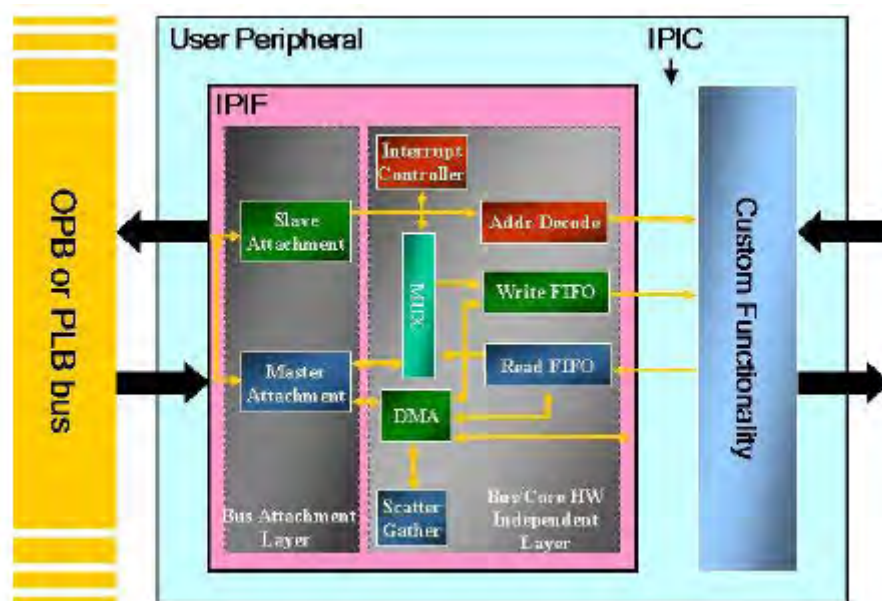 User Peripheral
IPIC
IPIF
OPB or PLB bus
Interrupt
Controller
Slave
Attachment
Addr Decode
MUX
Write FIFO
Master
Attachment
Read FIFO
DMA
Scatter
Gather
Bus Attachment
Layer
Bus/Core HW
Independent
Layer
Custom Functionality